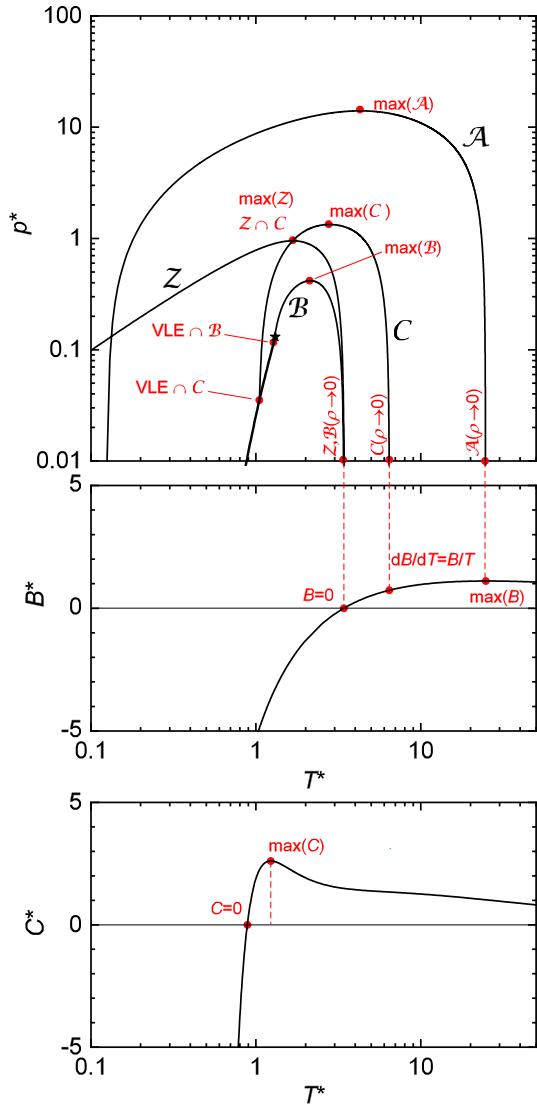 100
10
1
0.1
0.01
p*
max(𝒜)
𝒜
max(𝒵)
𝒵 ∩ 𝒞
max(𝒞)
max(ℬ)
𝒵
ℬ
𝒞
VLE ∩ ℬ
VLE ∩ 𝒞
𝒵,ℬ(ρ→0)
𝒞(ρ→0)
𝒜(ρ→0)
5
0
-5
B*
B=0
dB/dT=B/T
max(B)
0.1
1
10
T*
5
0
-5
C*
max(C)
C=0
0.1
1
10
T*